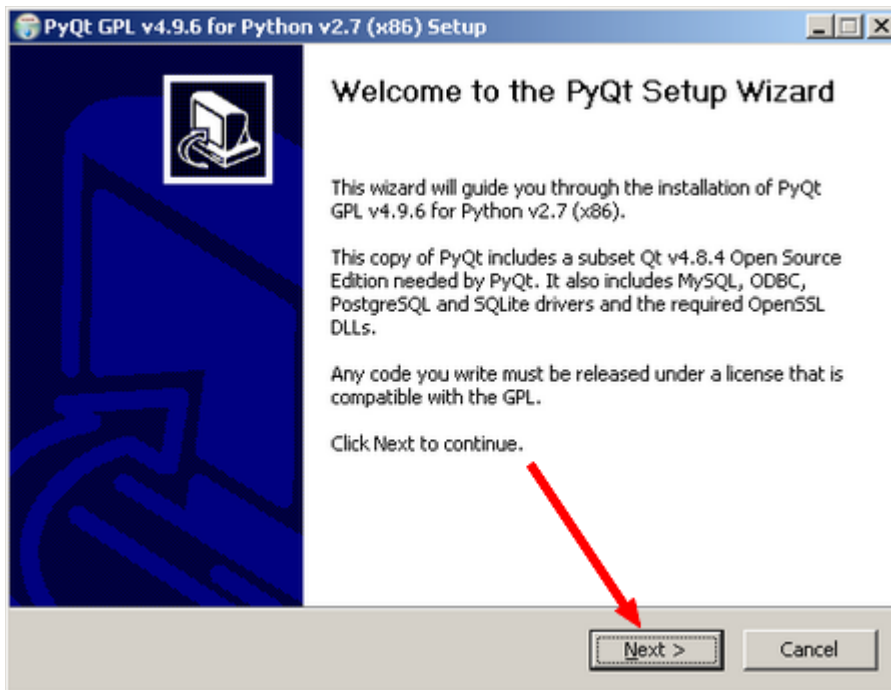 PyQt GPL v4.9.6 for Python v2.7 (x86) Setup
Welcome to the PyQt Setup Wizard
This wizard will guide you through the installation of PyQt
GPL v4.9.6 for Python v2.7 (x86).
This copy of PyQt includes a subset Qt v4.8.4 Open Source
Edition needed by PyQt. It also includes MySQL, ODBC,
PostgreSQL and SQLite drivers and the required OpenSSL
DLLs.
Any code you write must be released under a license that is
compatible with the GPL.
Click Next to continue.
Next >
Cancel